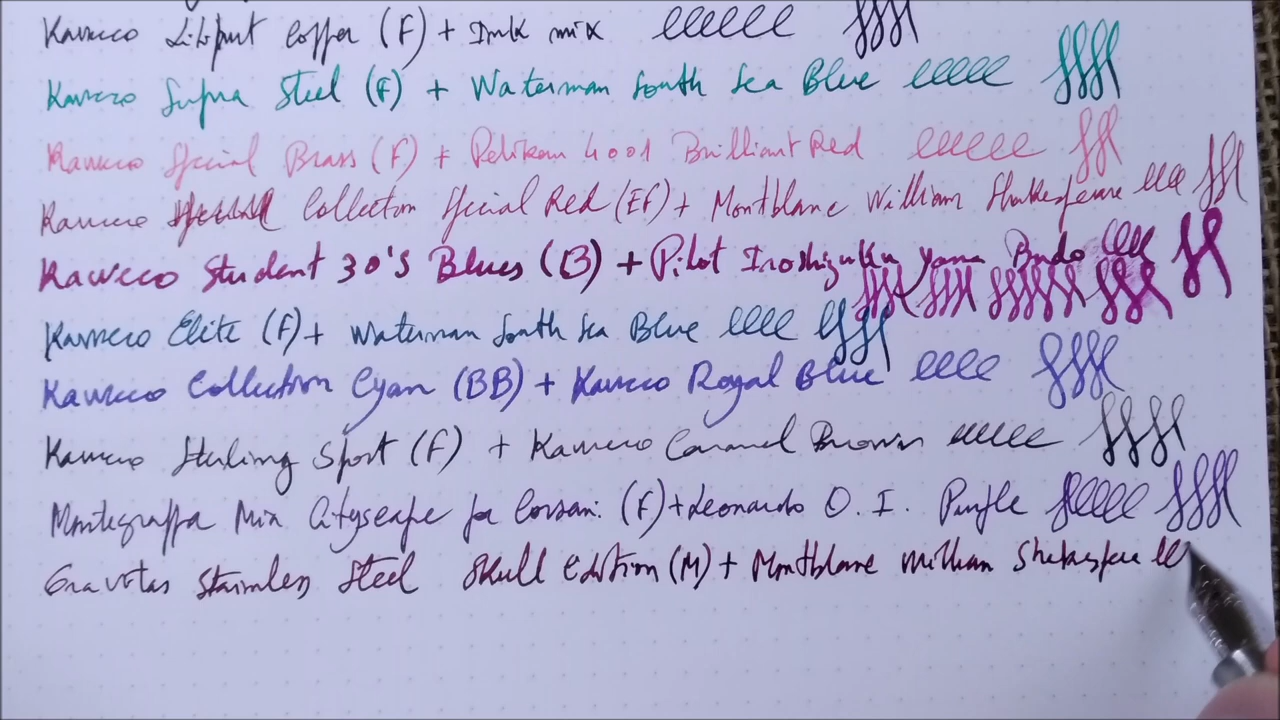 Kaweco Liliput Copper (F) + Ink mix
Kaweco Supra Steel (F) + Waterman South Sea Blue
Kaweco Special Brass (F) + Pelikan 4001 Brilliant Red
Kaweco Collection Special Red (EF) + Montblanc William Shakespeare
Kaweco Student 30'S Blues (B) + Pilot Iroshizuku yama Budo
Kaweco Elite (F) + Waterman South Sea Blue
Kaweco Collection Cyan (BB) + Kaweco Royal Blue
Kaweco Sterling Sport (F) + Kaweco Caramel Brown
Montegrappa Mia Cityscape for Corsani (F) + Leonardo O. I. Purple
Gravitas Stainless Steel Skull Edition (M) + Montblanc William Shakespeare